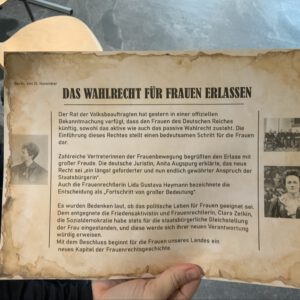 Berlin, den 13. November
DAS WAHLRECHT FÜR FRAUEN ERLASSEN
Der Rat der Volksbeauftragten hat gestern in einer offiziellen
Bekanntmachung verfügt, dass den Frauen des Deutschen Reiches
künftig, sowohl das aktive wie auch das passive Wahlrecht zusteht. Die
Einführung dieses Rechtes stellt einen bedeutsamen Schritt für die Frauen
dar.
Zahlreiche Vertreterinnen der Frauenbewegung begrüßten den Erlass mit
großer Freude. Die deutsche Juristin, Anita Augspurg erklärte, das neue
Recht sei „ein längst geforderter und nun endlich gewährter Anspruch der
Staatsbürgerin".
Auch die Frauenrechtlerin Lida Gustava Heymann bezeichnete die
Entscheidung als „Fortschritt von großer Bedeutung"
Es wurden Bedenken laut, ob das politische Leben für Frauen geeignet sei.
Dem entgegnete die Friedensaktivistin und Frauenrechtlerin, Clara Zetkin,
die Sozialdemokratie habe stets für die staatsbürgerliche Gleichstellung
der Frau eingestanden, und diese würde sich ihrer neuen Verantwortung
würdig erweisen.
Mit dem Beschluss beginnt für die Frauen unseres Landes ein
neues Kapitel der Frauenrechtsgeschichte.